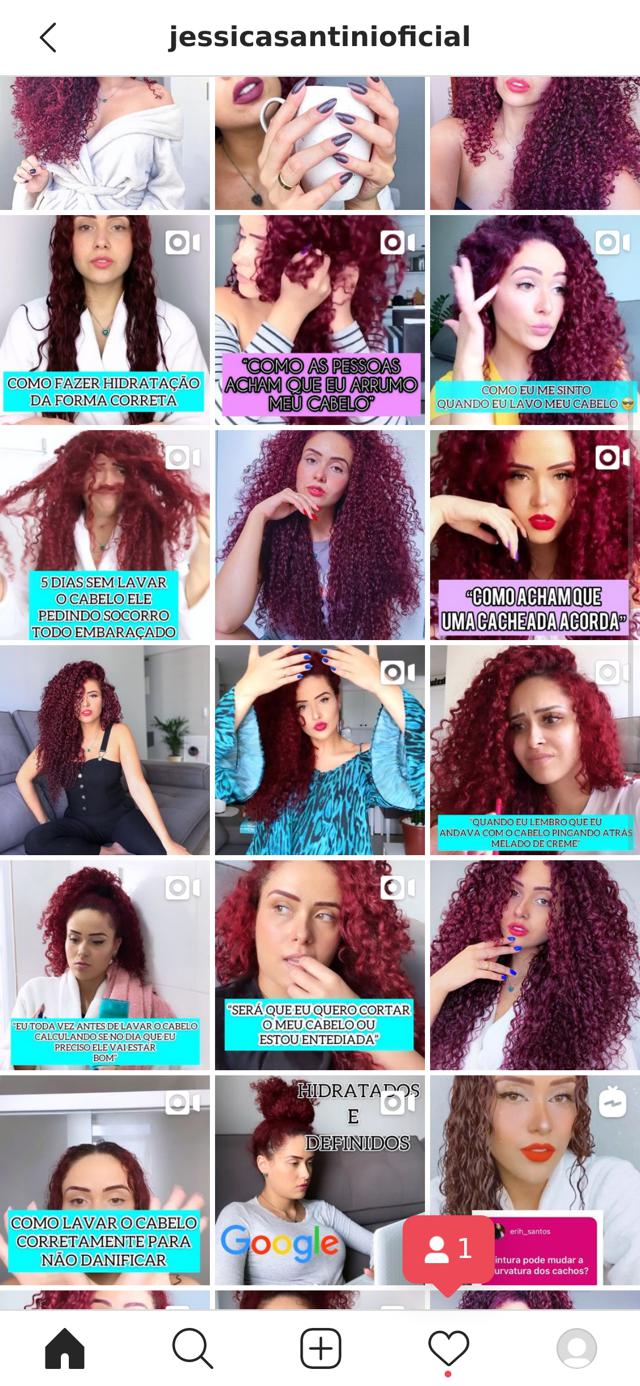 jessicasantinioficial
COMO FAZER HIDRATAÇÃO
DA FORMA CORRETA
"COMO AS PESSOAS
ACHAM QUE EU ARRUMO
MEU CABELO"
COMO EU ME SINTO
QUANDO EU LAVO MEU CABELO 😎
5 DIAS SEM LAVAR
O CABELO ELE
PEDINDO SOCORRO
TODO EMBARAÇADO
"COMO ACHAM QUE
UMA CACHEADA ACORDA"
"QUANDO EU LEMBRO QUE EU
ANDAVA COM O CABELO PINGANDO ATRÁS
MELADO DE CREME"
"EU TODA VEZ ANTES DE LAVAR O CABELO
CALCULANDO SE NO DIA QUE EU
PRECISO ELE VAI ESTAR
BOM"
"SERÁ QUE EU QUERO CORTAR
O MEU CABELO OU
ESTOU ENTEDIADA"
COMO LAVAR O CABELO
CORRETAMENTE PARA
NÃO DANIFICAR
HIDRATADOS
E
DEFINIDOS
Google
erih_santos
intura pode mudar a
urvatura dos cachos?
1